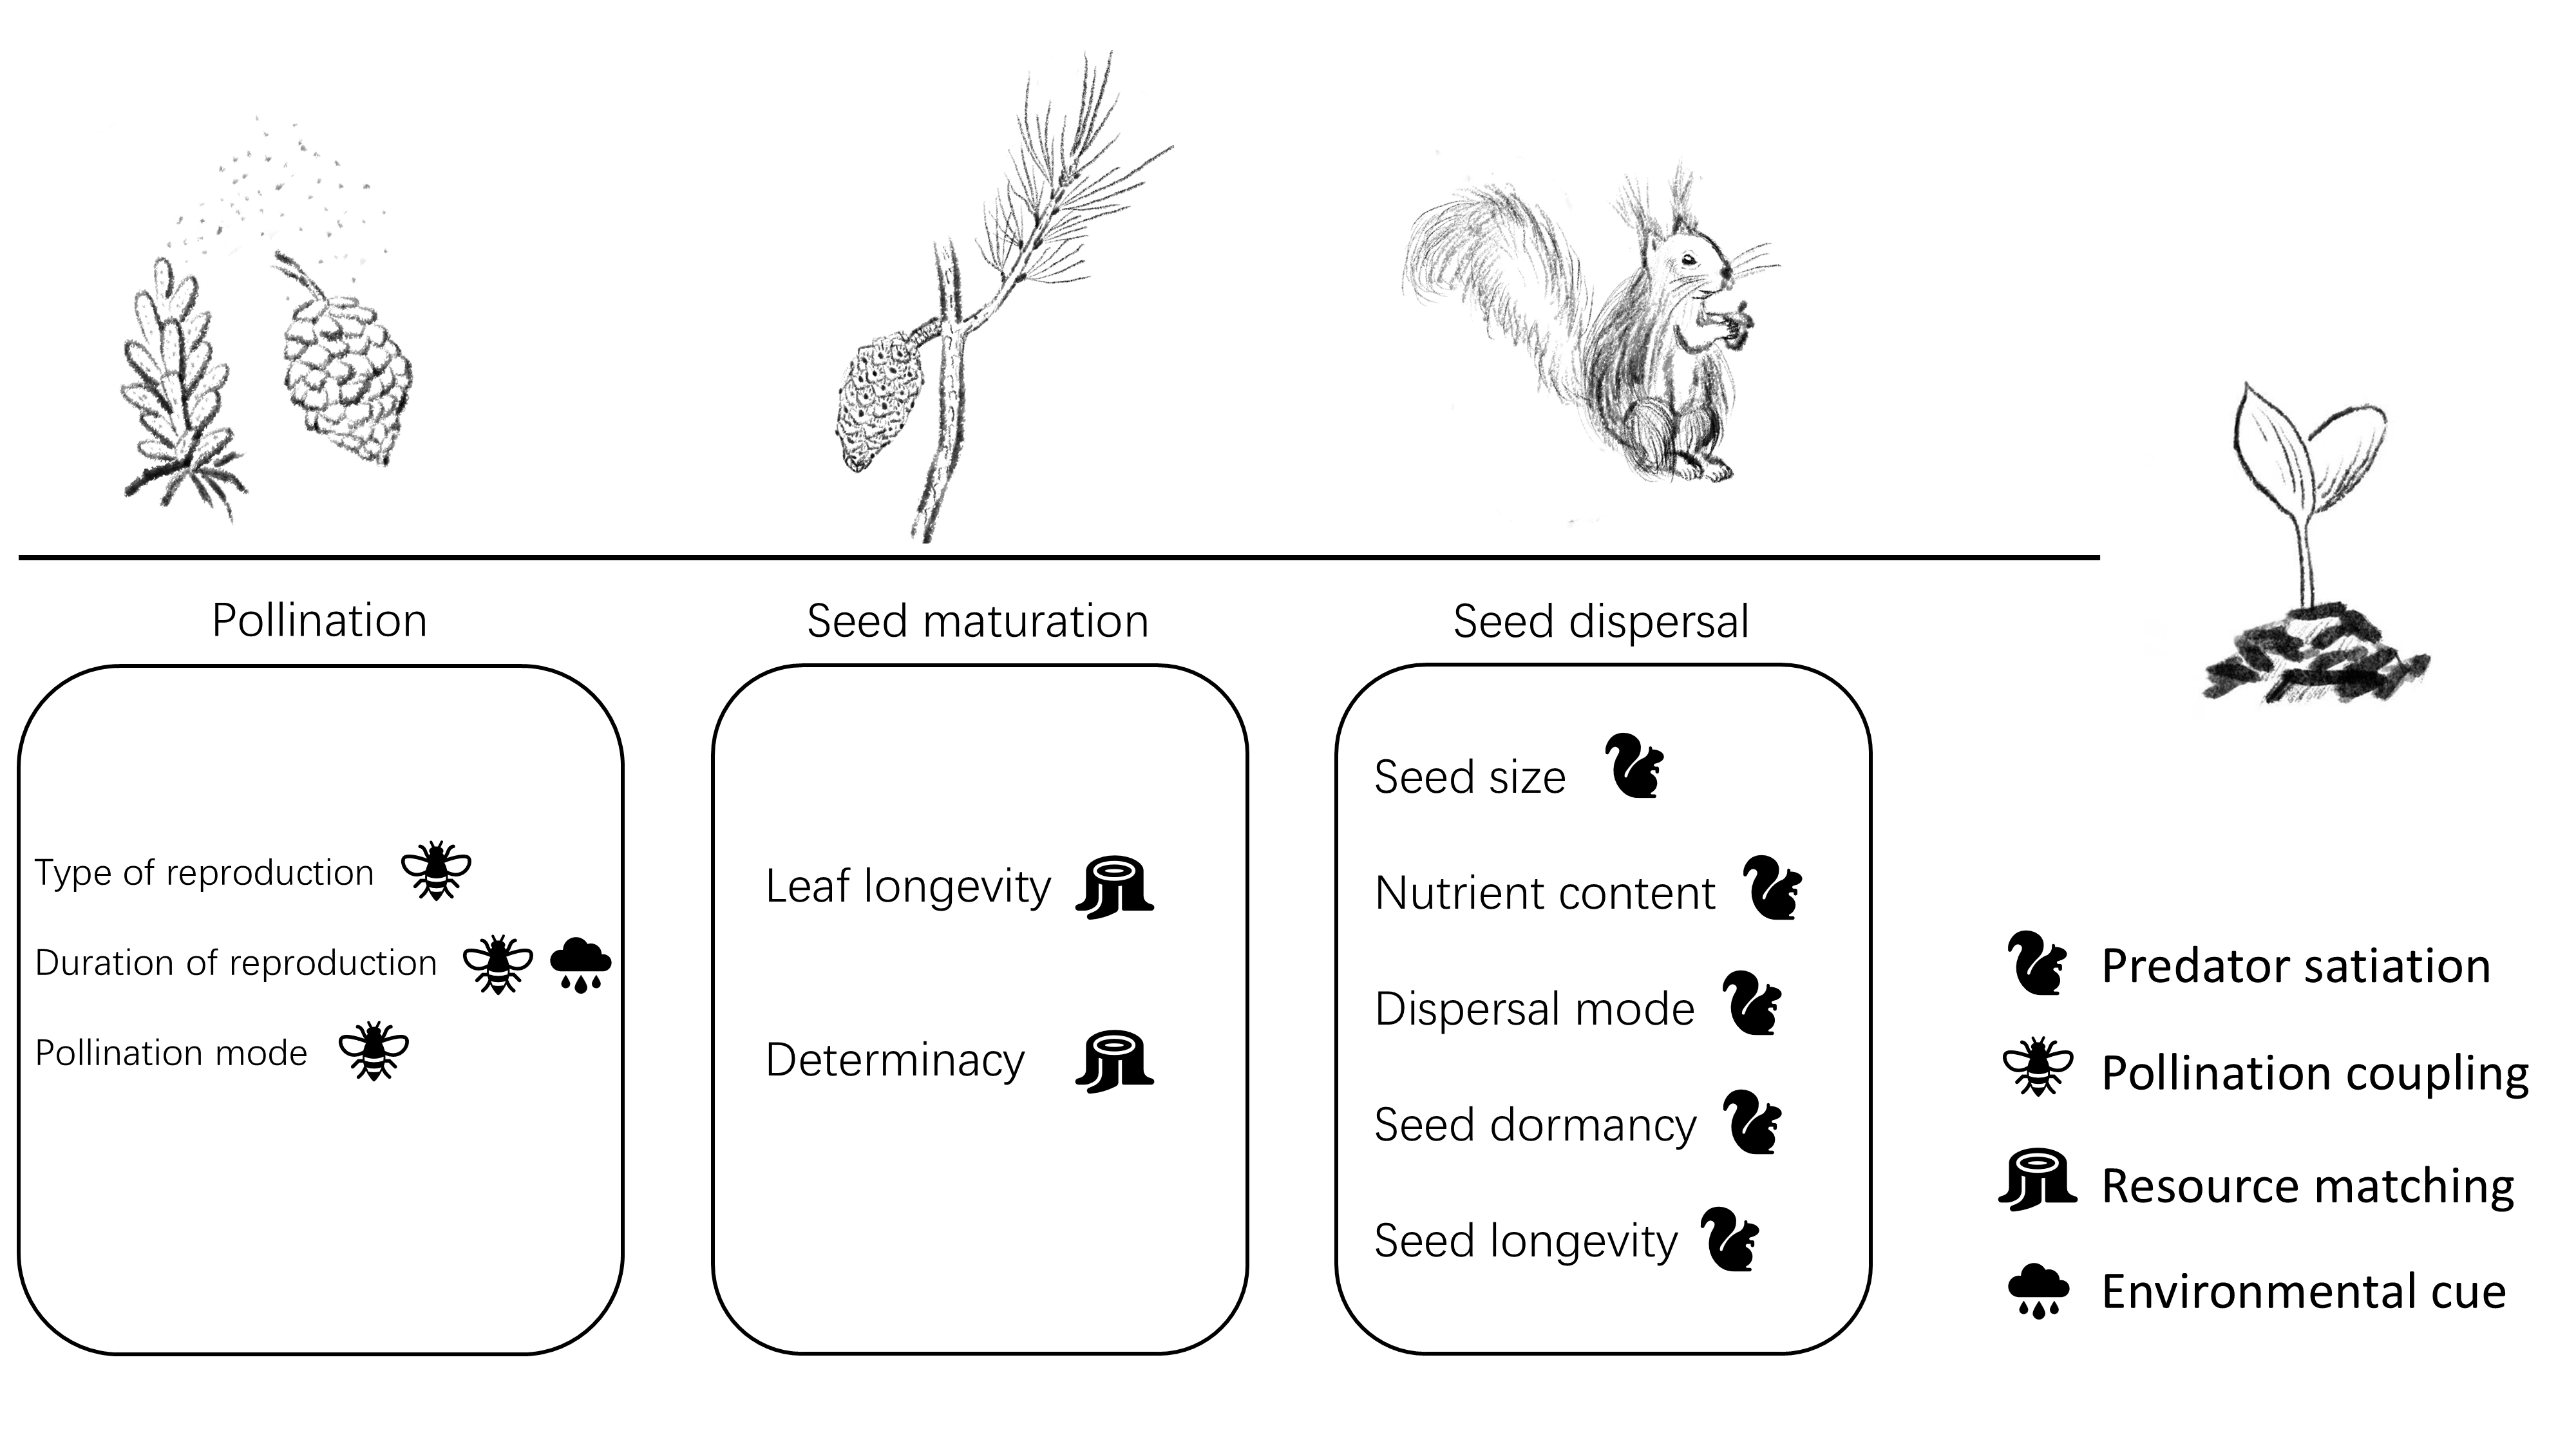 Pollination
Seed maturation
Seed dispersal
Type of reproduction
Duration of reproduction
Pollination mode
Leaf longevity
Determinacy
Seed size
Nutrient content
Dispersal mode
Seed dormancy
Seed longevity
Predator satiation
Pollination coupling
Resource matching
Environmental cue